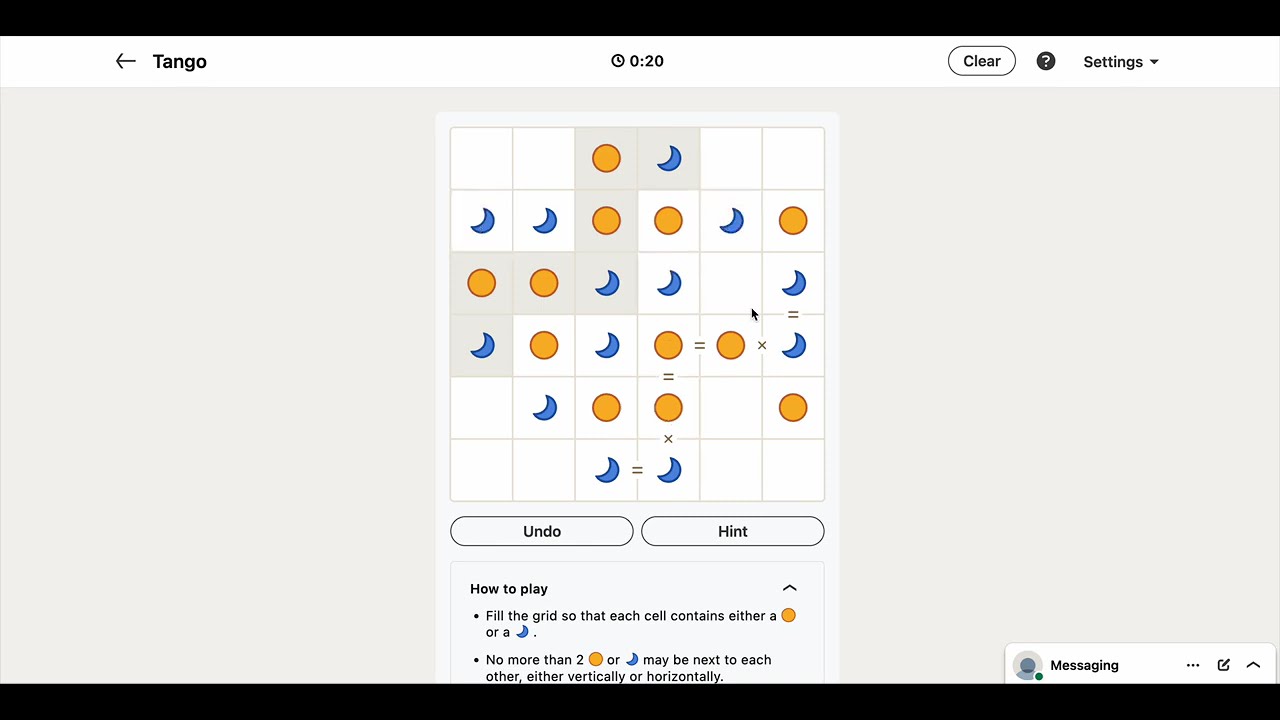 Tango
0:20
Clear
?
Settings
=
= ×
=
×
=
Undo
Hint
How to play
• Fill the grid so that each cell contains either a
or a .
• No more than 2 or may be next to each
other, either vertically or horizontally.
Messaging